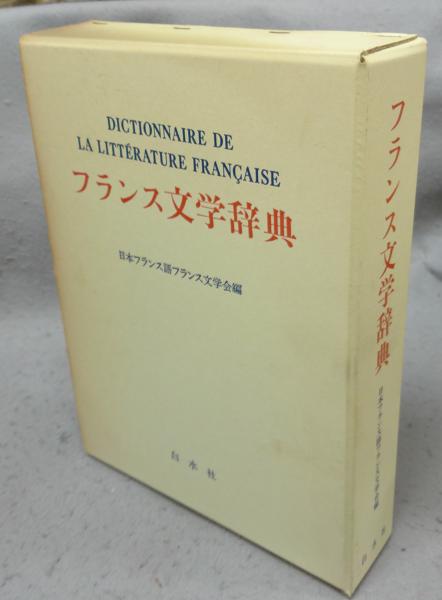 DICTIONNAIRE DE
LA LITTÉRATURE FRANÇAISE
フランス文学辞典
日本フランス語フランス文学会編
白水社
フランス文学辞典
日本フランス語フランス文学会編
白水社